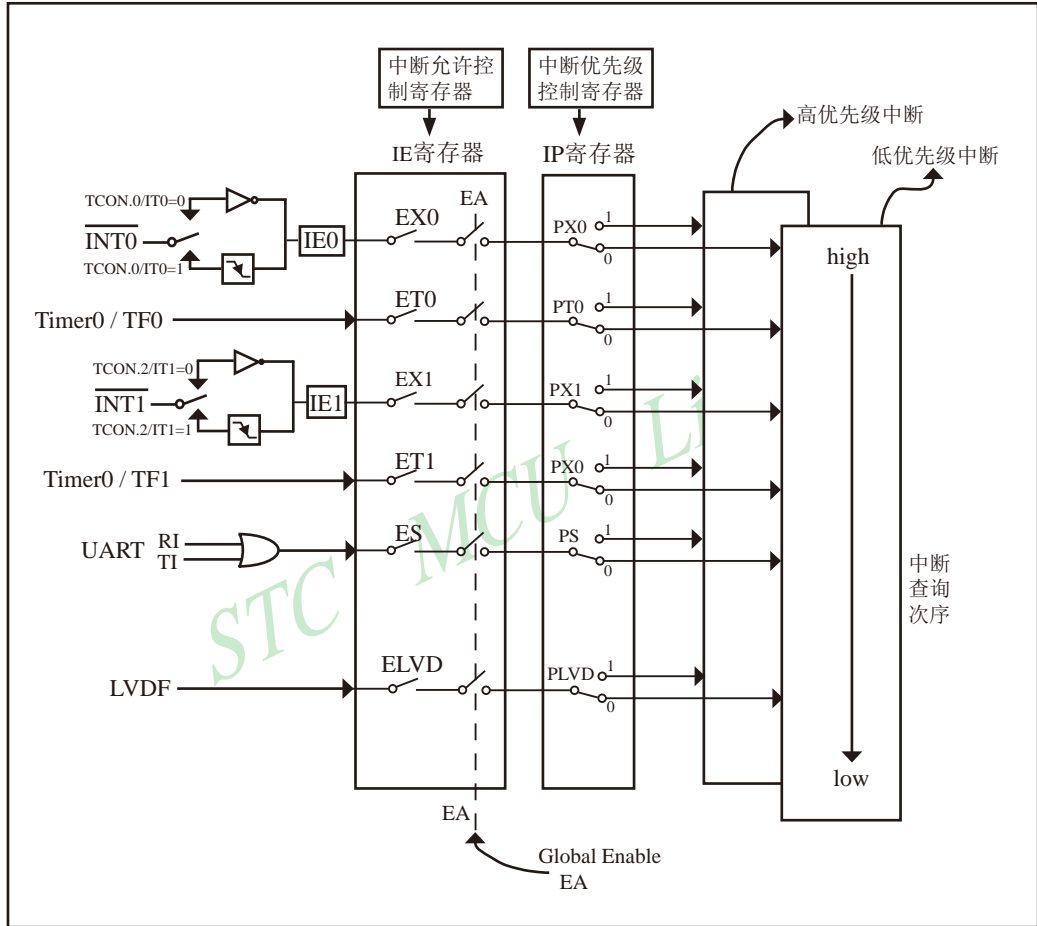 中断允许控
制寄存器
中断优先级
控制寄存器
高优先级中断
低优先级中断
IE寄存器
IP寄存器
TCON.0/IT0=0
INT0
TCON.0/IT0=1
IE0
EX0
EA
PX0
1
0
high
Timer0 / TF0
ET0
PT0
1
0
TCON.2/IT1=0
INT1
TCON.2/IT1=1
IE1
EX1
PX1
1
0
Timer0 / TF1
ET1
PX0
1
0
UART
RI
TI
ES
PS
1
0
中断
查询
次序
STC MCU Li
LVDF
ELVD
PLVD
1
0
low
EA
Global Enable
EA